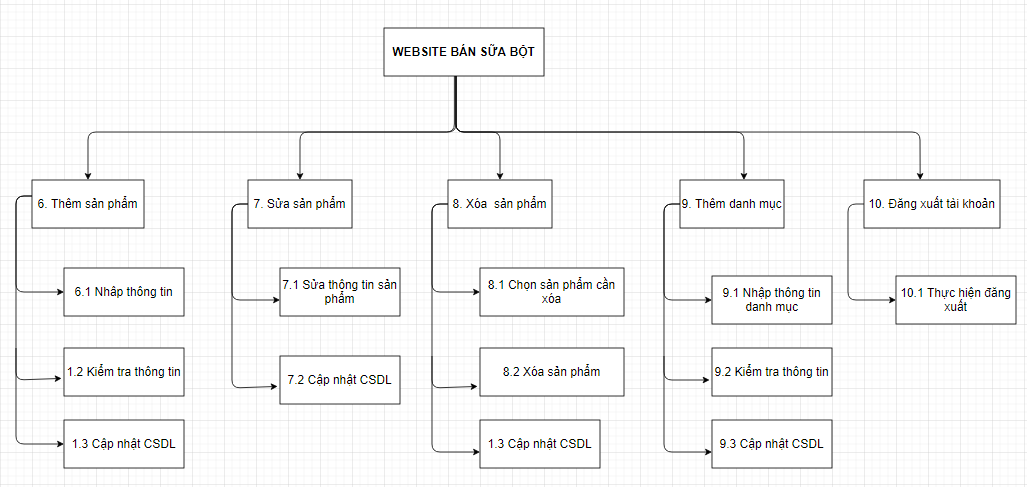 WEBSITE BÁN SỮA BỘT
6. Thêm sản phẩm
7. Sửa sản phẩm
8. Xóa sản phẩm
9. Thêm danh mục
10. Đăng xuất tải khoản
6.1 Nhâp thông tin
7.1 Sửa thông tin sản
phẩm
8.1 Chọn sản phẩm cần
xóa
9.1 Nhập thông tin
danh mục
10.1 Thực hiện đăng
xuất
1.2 Kiểm tra thông tin
7.2 Cập nhật CSDL
8.2 Xóa sản phẩm
9.2 Kiểm tra thông tin
1.3 Cập nhật CSDL
1.3 Cập nhật CSDL
9.3 Cập nhật CSDL